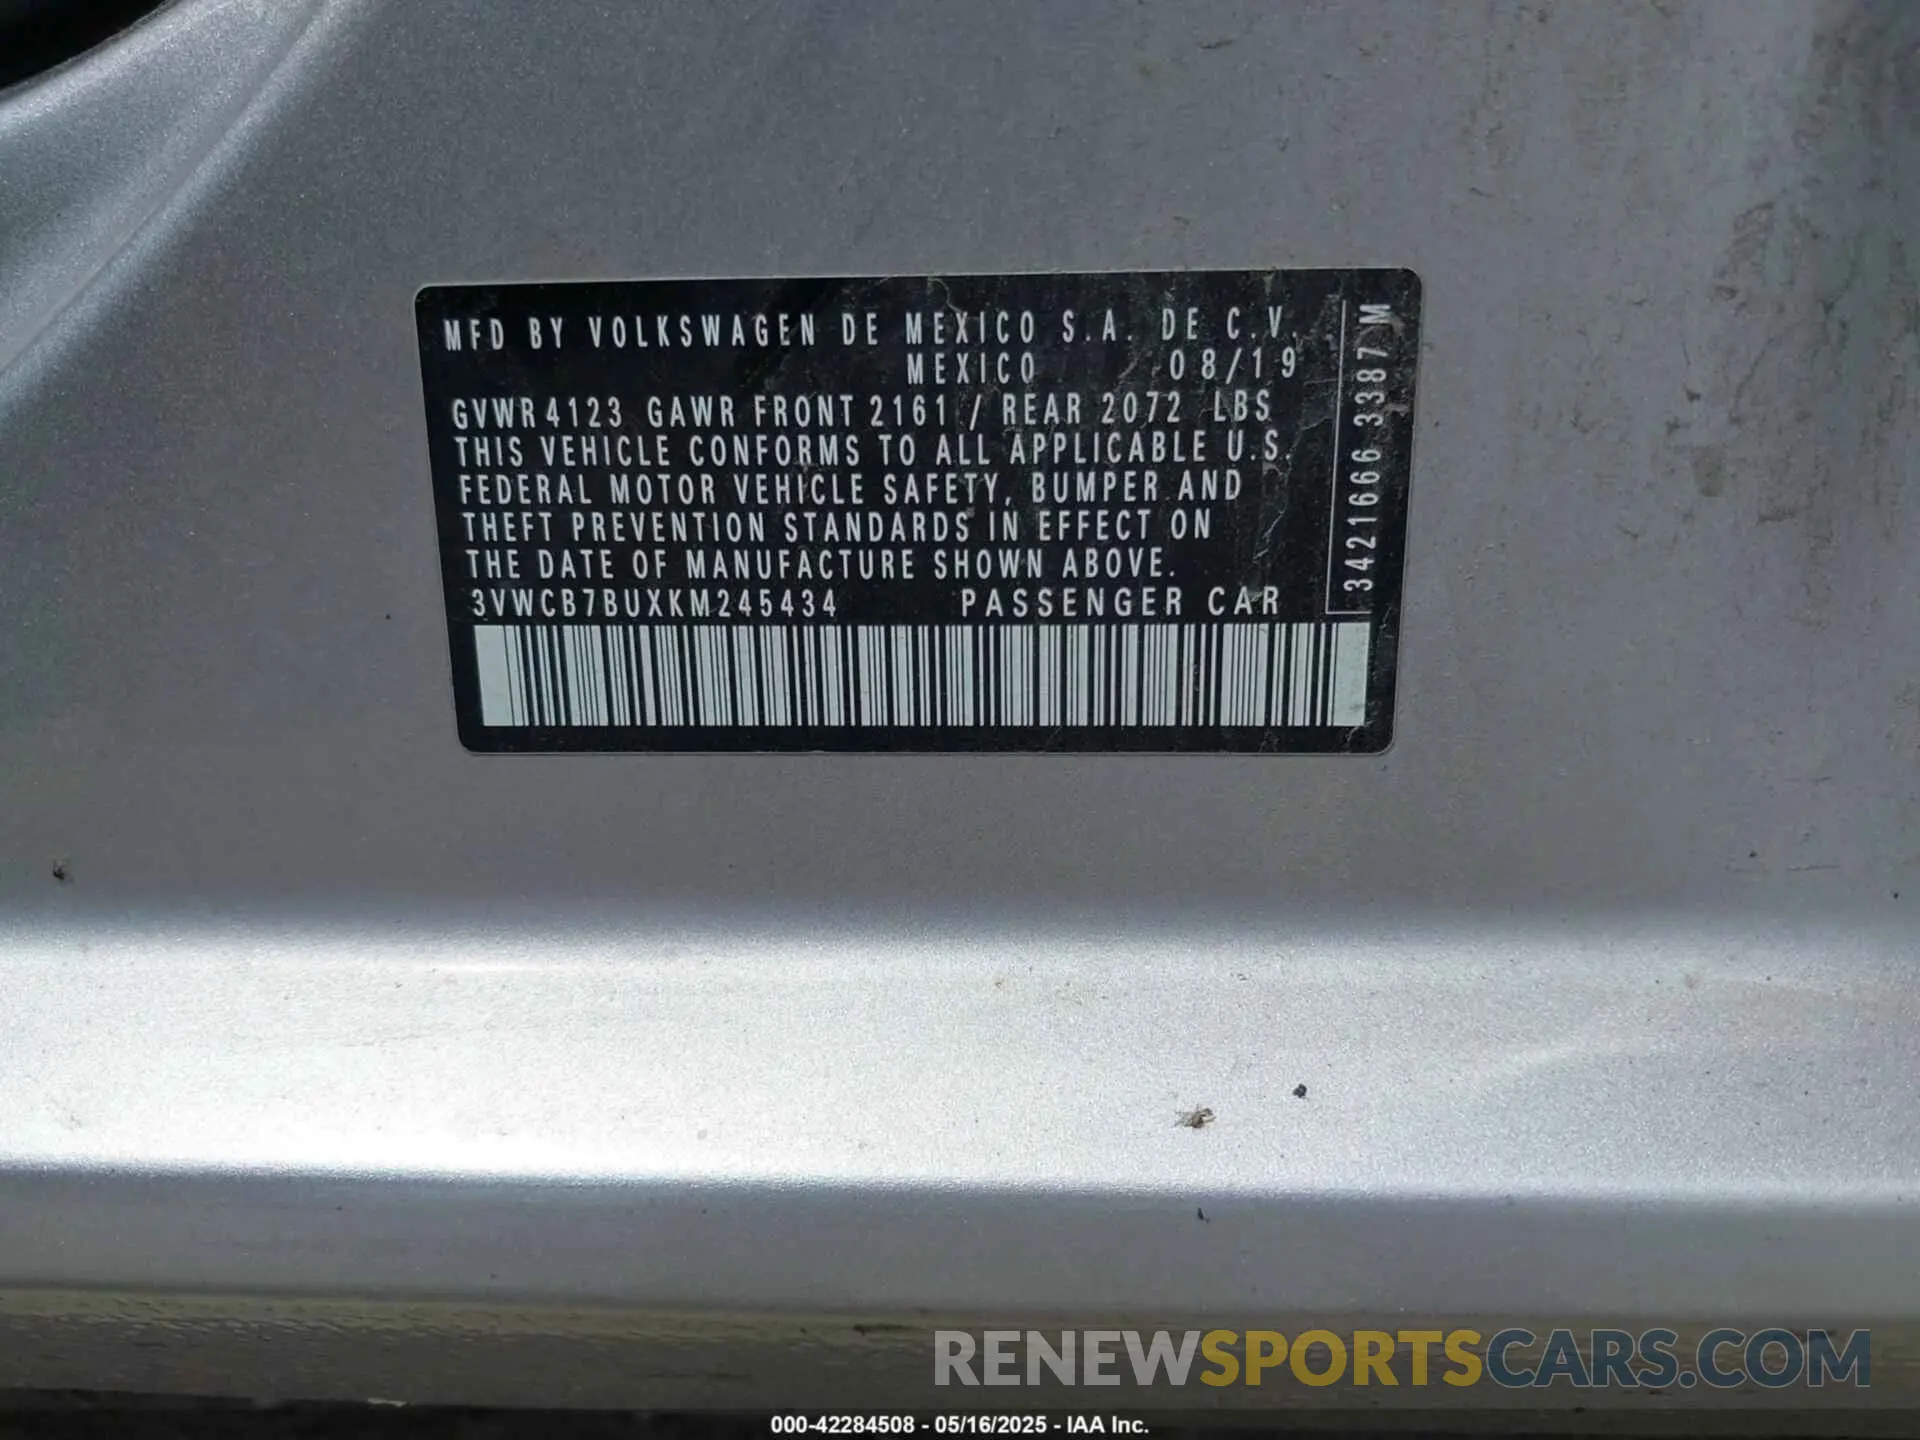 MFD BY VOLKSWAGEN DE MEXICO S.A. DE C.V.
MEXICO 08/19
GVWR 4123 GAWR FRONT 2161 / REAR 2072 LBS
THIS VEHICLE CONFORMS TO ALL APPLICABLE U.S.
FEDERAL MOTOR VEHICLE SAFETY, BUMPER AND
THEFT PREVENTION STANDARDS IN EFFECT ON
THE DATE OF MANUFACTURE SHOWN ABOVE.
3VWCB7BUXKM245434 PASSENGER CAR
3421666 3387 M
RENEWSPORTSCARS.COM
000-42284508 - 05/16/2025 - IAA Inc.